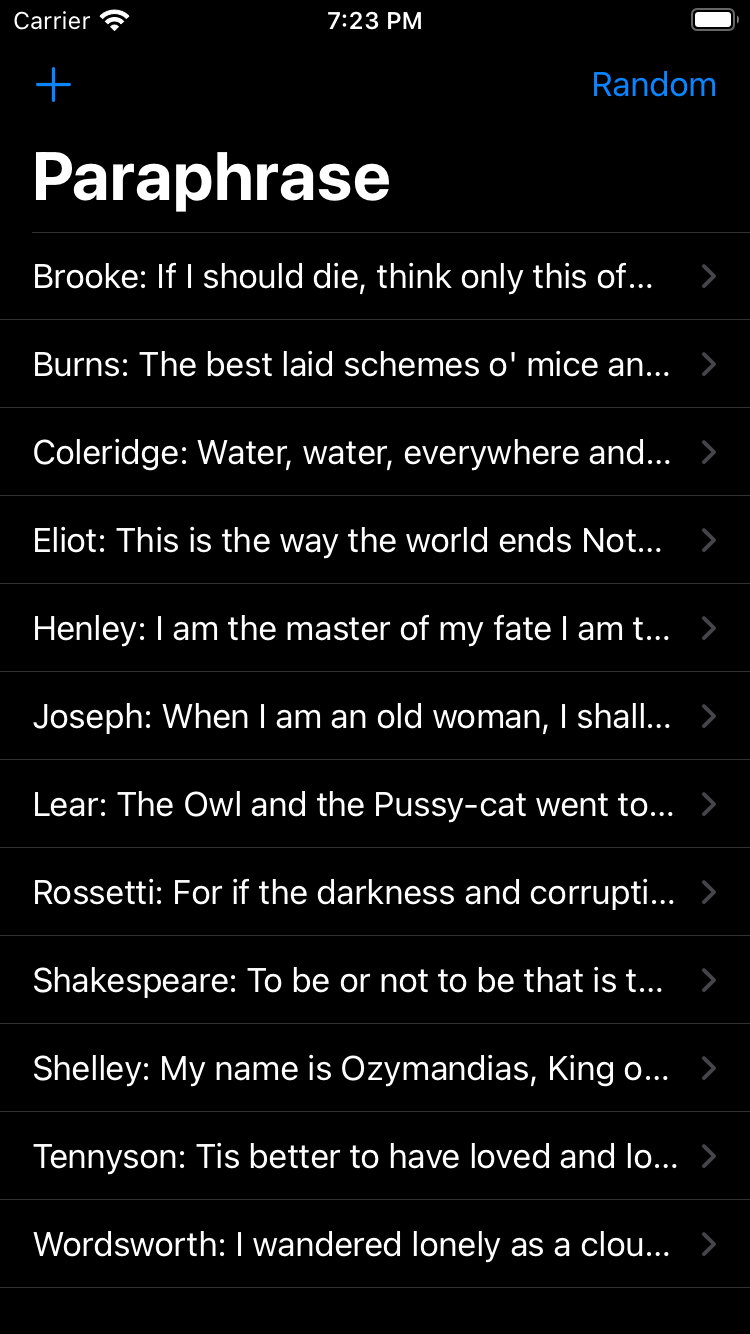 Carrier 7:23 PM
+ Random
Paraphrase
Brooke: If I should die, think only this of...
Burns: The best laid schemes o' mice an...
Coleridge: Water, water, everywhere and...
Eliot: This is the way the world ends Not...
Henley: I am the master of my fate I am t...
Joseph: When I am an old woman, I shall...
Lear: The Owl and the Pussy-cat went to...
Rossetti: For if the darkness and corrupti...
Shakespeare: To be or not to be that is t...
Shelley: My name is Ozymandias, King o...
Tennyson: Tis better to have loved and lo...
Wordsworth: I wandered lonely as a clou...